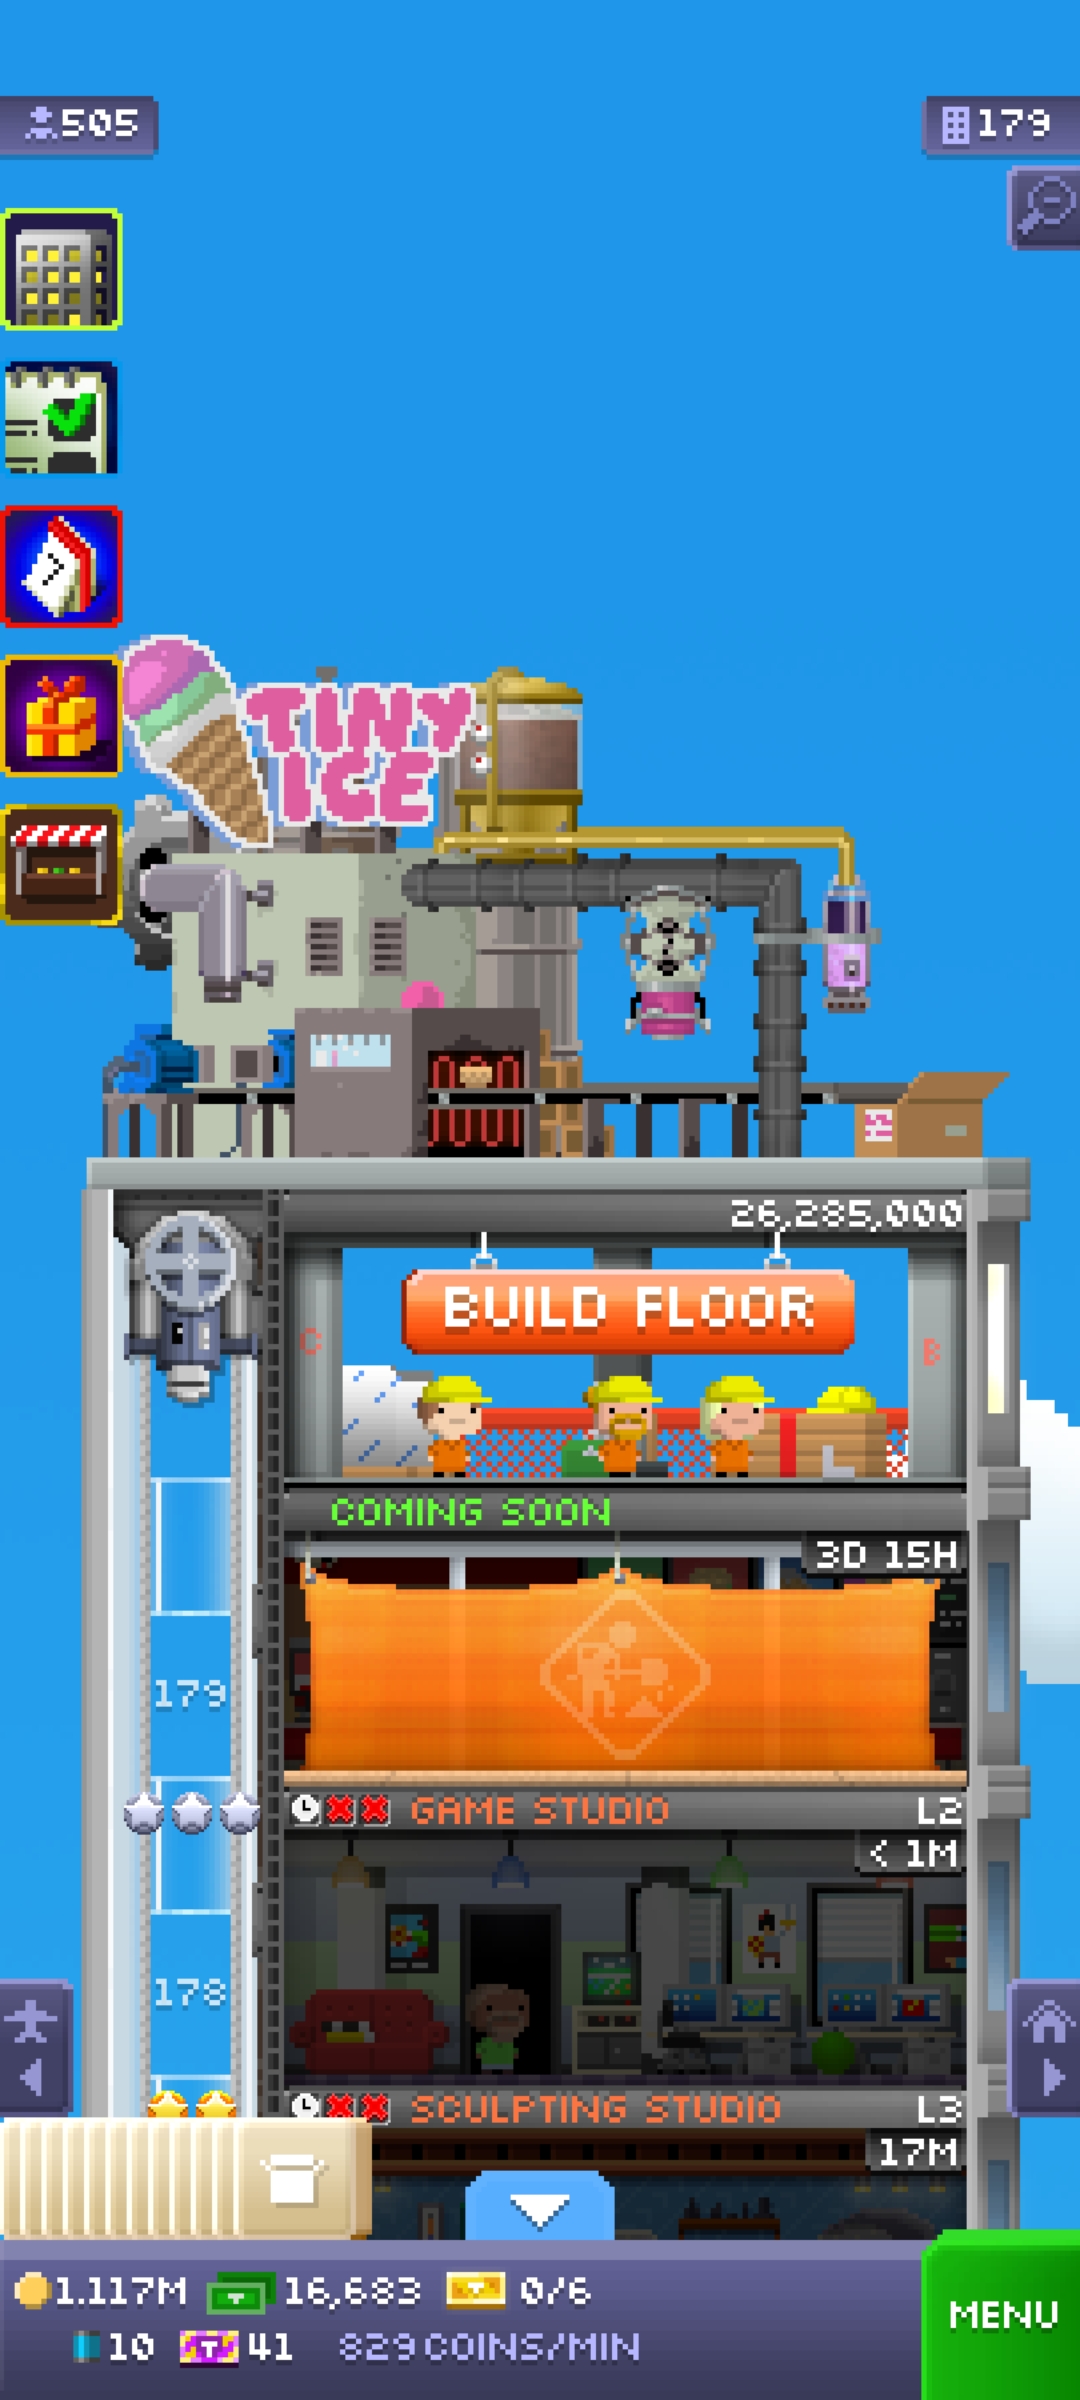 505
179
TINY
ICE
26,285,000
BUILD FLOOR
C
B
COMING SOON
3D 15H
179
GAME STUDIO
L2
< 1M
178
SCULPTING STUDIO
L3
17M
1.117M
16,683
0/6
MENU
10
T
41
829 COINS/MIN